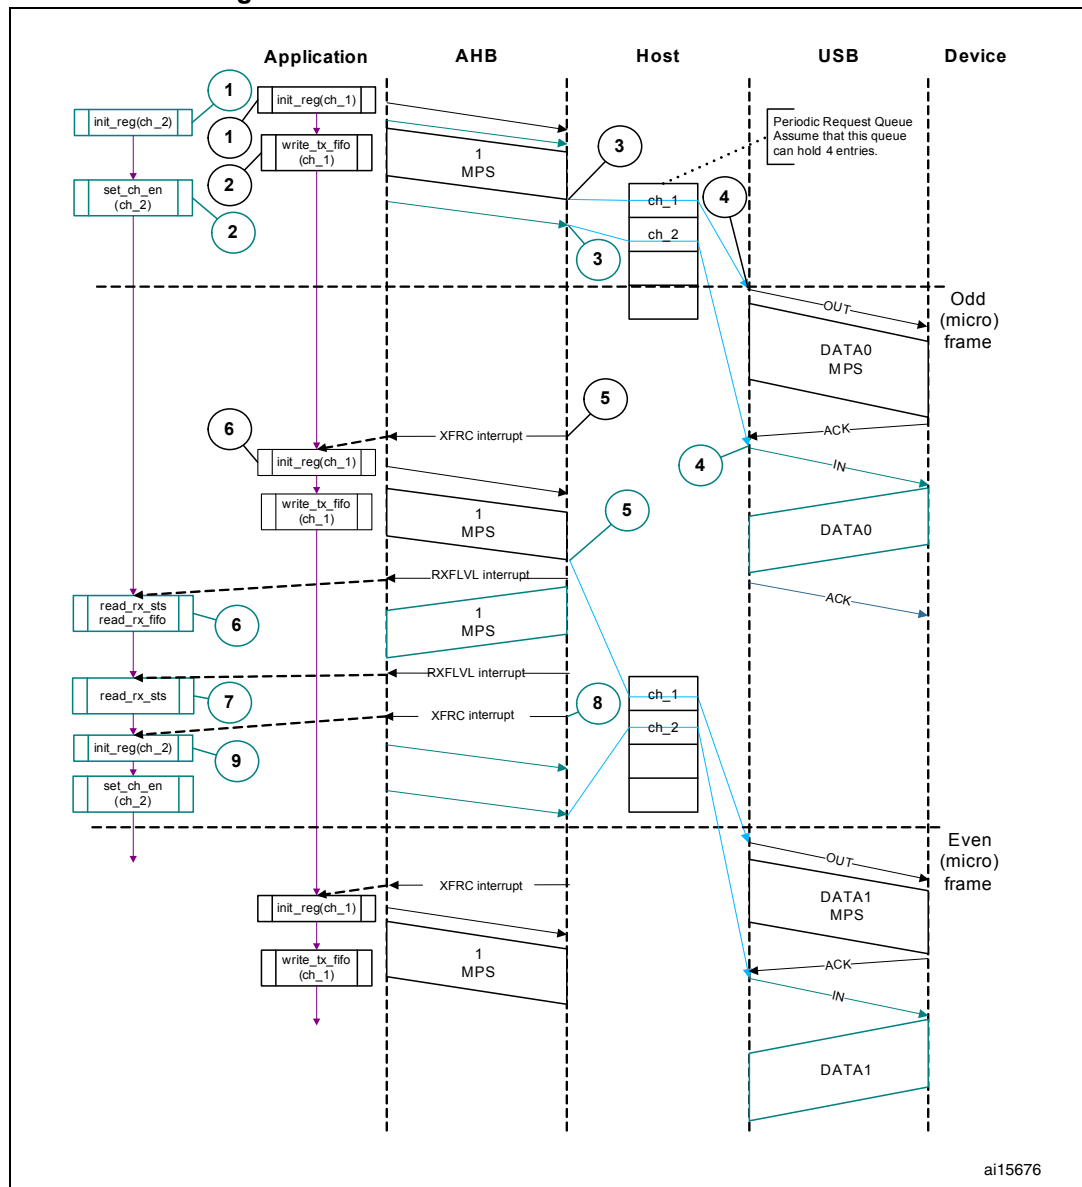 Application
AHB
Host
USB
Device
1
init_reg(ch_1)
init_reg(ch_2)
1
Periodic Request Queue
Assume that this queue
can hold 4 entries.
write_tx_fifo
(ch_1)
1
MPS
3
2
set_ch_en
(ch_2)
ch_1
4
2
ch_2
3
Odd
(micro)
frame
OUT
DATA0
MPS
5
6
XFRC interrupt
ACK
init_reg(ch_1)
4
IN
write_tx_fifo
(ch_1)
1
MPS
5
DATA0
RXFLVL interrupt
read_rx_sts
read_rx_fifo
6
1
MPS
ACK
RXFLVL interrupt
read_rx_sts
7
ch_1
XFRC interrupt
8
ch_2
init_reg(ch_2)
9
set_ch_en
(ch_2)
Even
(micro)
frame
OUT
XFRC interrupt
init_reg(ch_1)
DATA1
MPS
write_tx_fifo
(ch_1)
1
MPS
ACK
IN
DATA1
ai15676